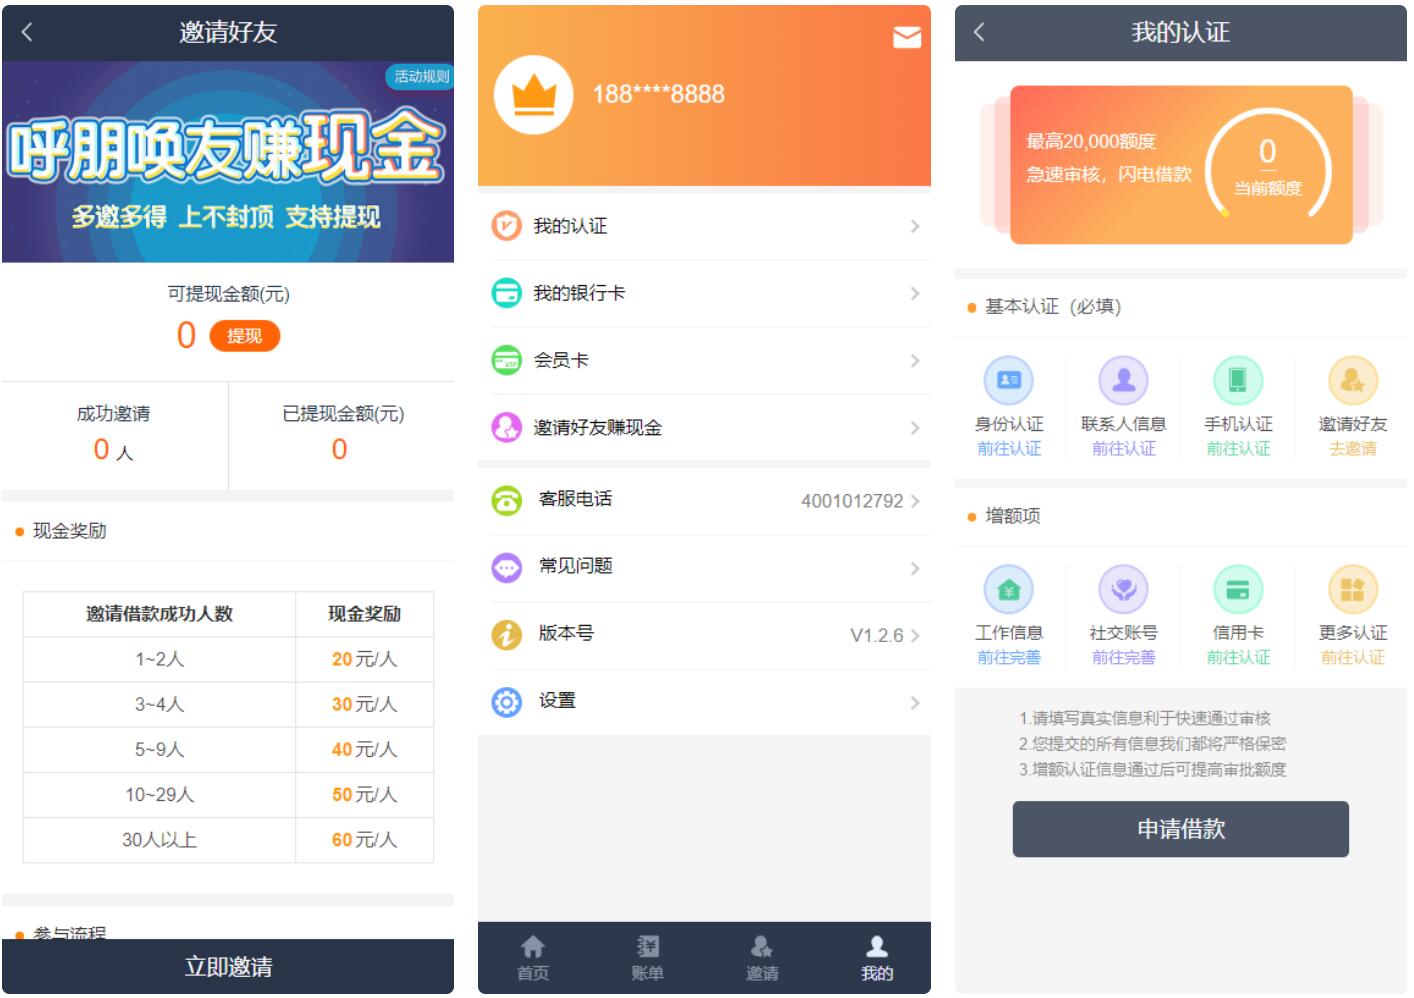 邀请好友
活动规则
呼朋唤友赚现金
多邀多得 上不封顶 支持提现
可提现金额(元)
0 提现
成功邀请
0 人
已提现金额(元)
0
现金奖励
邀请借款成功人数 现金奖励
1~2人 20元/人
3~4人 30元/人
5~9人 40元/人
10~29人 50元/人
30人以上 60元/人
参与流程
立即邀请
188****8888
我的认证
我的银行卡
会员卡
邀请好友赚现金
客服电话 4001012792
常见问题
版本号 V1.2.6
设置
首页 账单 邀请 我的
我的认证
最高20,000额度
急速审核，闪电借款
0
当前额度
基本认证（必填）
身份认证 联系人信息 手机认证 邀请好友
前往认证 前往认证 前往认证 去邀请
增额项
工作信息 社交账号 信用卡 更多认证
前往完善 前往完善 前往认证 前往认证
1.请填写真实信息利于快速通过审核
2.您提交的所有信息我们都将严格保密
3.增额认证信息通过后可提高审批额度
申请借款